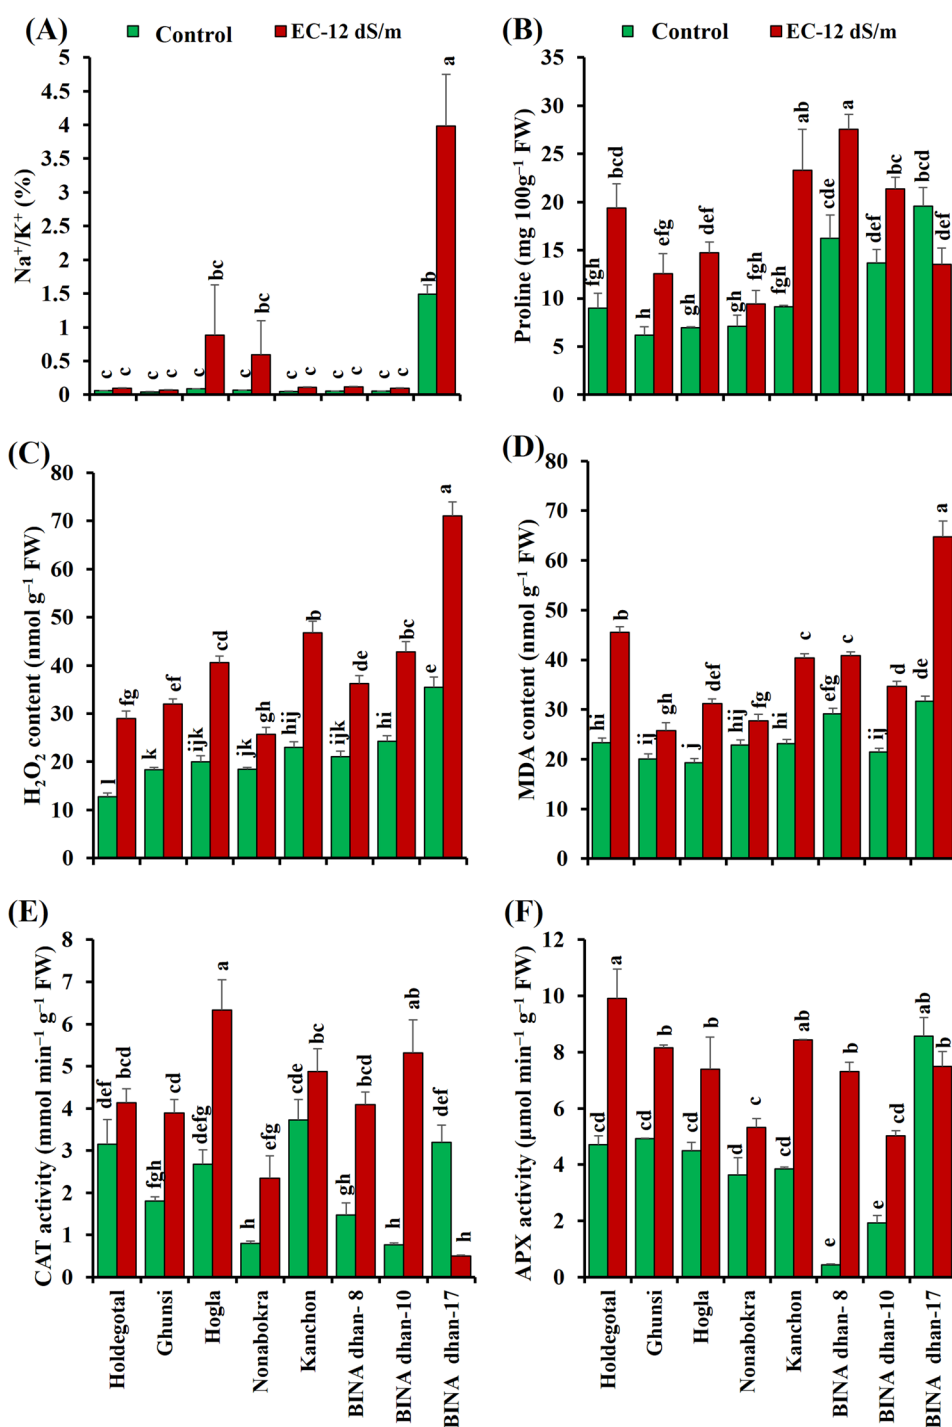 (A) Control EC-12 dS/m
Na⁺/K⁺ (%)
5
4.5
4
3.5
3
2.5
2
1.5
1
0.5
0
c c c c c bc c bc c c c c c c b a
(B) Control EC-12 dS/m
Proline (mg 100g⁻¹ FW)
35
30
25
20
15
10
5
0
fgh bcd h efg gh def gh fgh fgh ab cde a def bc bcd def
(C)
H₂O₂ content (nmol g⁻¹ FW)
80
70
60
50
40
30
20
10
0
l fg k ef ijk cd jk gh hij b ijk de hi bc e a
(D)
MDA content (nmol g⁻¹ FW)
80
70
60
50
40
30
20
10
0
hi b ij gh j def hij fg hi c efg c ij d de a
(E)
CAT activity (mmol min⁻¹ g⁻¹ FW)
8
7
6
5
4
3
2
1
0
def bcd fgh cd defg a h efg cde bc gh bcd h ab def h
Holdegotal
Ghunsi
Hogla
Nonabokra
Kanchon
BINA dhan- 8
BINA dhan-10
BINA dhan-17
(F)
APX activity (µmol min⁻¹ g⁻¹ FW)
12
10
8
6
4
2
0
cd a cd b cd b d c cd ab e b e cd ab b
Holdegotal
Ghunsi
Hogla
Nonabokra
Kanchon
BINA dhan- 8
BINA dhan-10
BINA dhan-17